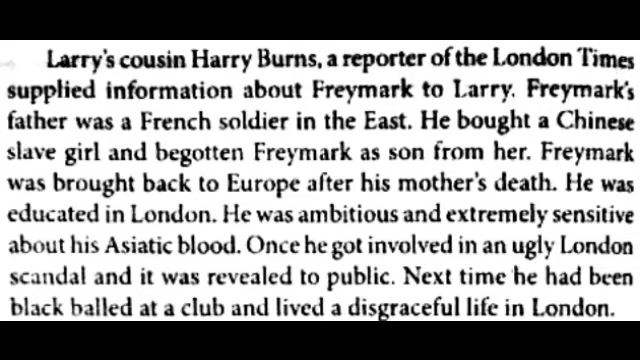 Larry's cousin Harry Burns, a reporter of the London Times
supplied information about Freymark to Larry. Freymark's
father was a French soldier in the East. He bought a Chinese
slave girl and begotten Freymark as son from her. Freymark
was brought back to Europe after his mother's death. He was
educated in London. He was ambitious and extremely sensitive
about his Asiatic blood. Once he got involved in an ugly London
scandal and it was revealed to public. Next time he had been
black balled at a club and lived a disgraceful life in London.